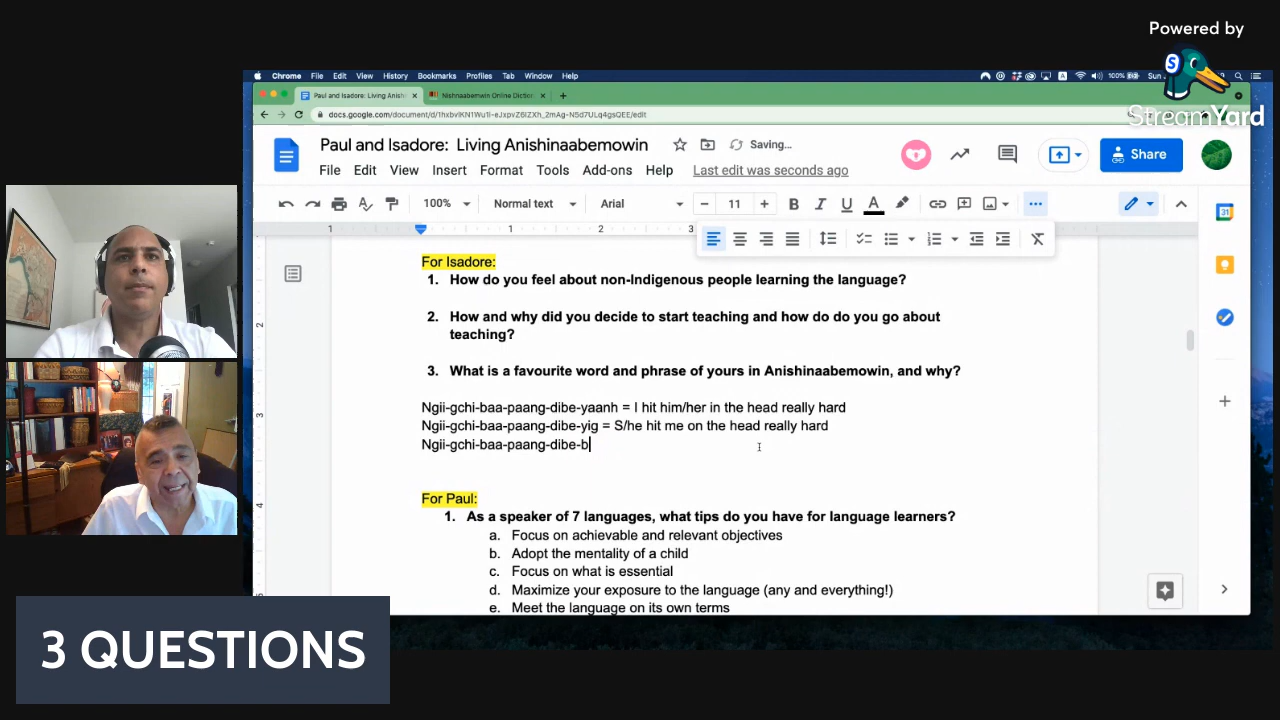 Powered by
StreamYard
Chrome File Edit View History Bookmarks Profiles Tab Window Help
100%
Paul and Isadore: Living Anishi
Nishnaabemwin Online Dictior
Paul and Isadore: Living Anishinaabemowin
Saving...
Share
File Edit View Insert Format Tools Add-ons Help Last edit was seconds ago
100% Normal text Arial 11
For Isadore:
1. How do you feel about non-Indigenous people learning the language?
2. How and why did you decide to start teaching and how do do you go about
teaching?
3. What is a favourite word and phrase of yours in Anishinaabemowin, and why?
Ngii-gchi-baa-paang-dibe-yaanh = I hit him/her in the head really hard
Ngii-gchi-baa-paang-dibe-yig = S/he hit me on the head really hard
Ngii-gchi-baa-paang-dibe-b
For Paul:
1. As a speaker of 7 languages, what tips do you have for language learners?
a. Focus on achievable and relevant objectives
b. Adopt the mentality of a child
c. Focus on what is essential
d. Maximize your exposure to the language (any and everything!)
e. Meet the language on its own terms
3 QUESTIONS